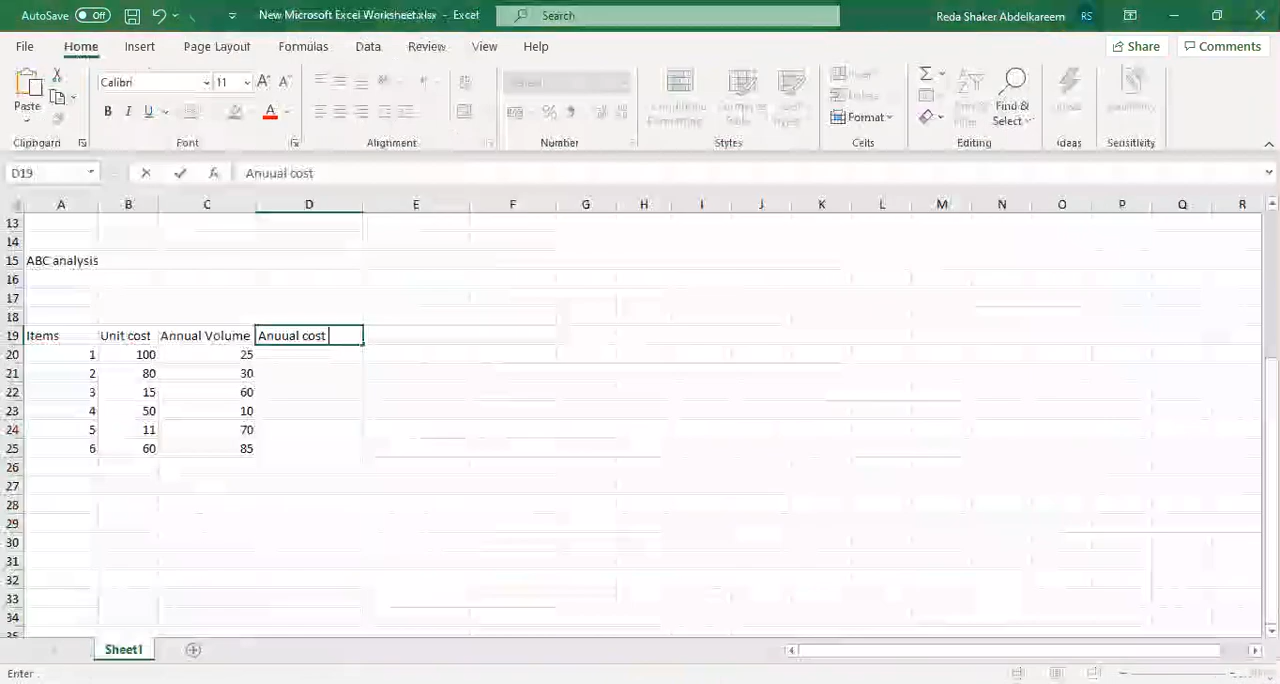 AutoSave Off New Microsoft Excel Worksheet.xlsx - Excel Search Reda Shaker Abdelkareem RS
File Home Insert Page Layout Formulas Data Review View Help Share Comments
Calibri 11
Paste Format Find &
Select
Clipboard Font Alignment Number Styles Cells Editing Ideas Sensitivity
D19 Anuual cost
A B C D E F G H I J K L M N O P Q R
13
14
15 ABC analysis
16
17
18
19 Items Unit cost Annual Volume Anuual cost
20 1 100 25
21 2 80 30
22 3 15 60
23 4 50 10
24 5 11 70
25 6 60 85
26
27
28
29
30
31
32
33
34
35
Sheet1
Enter